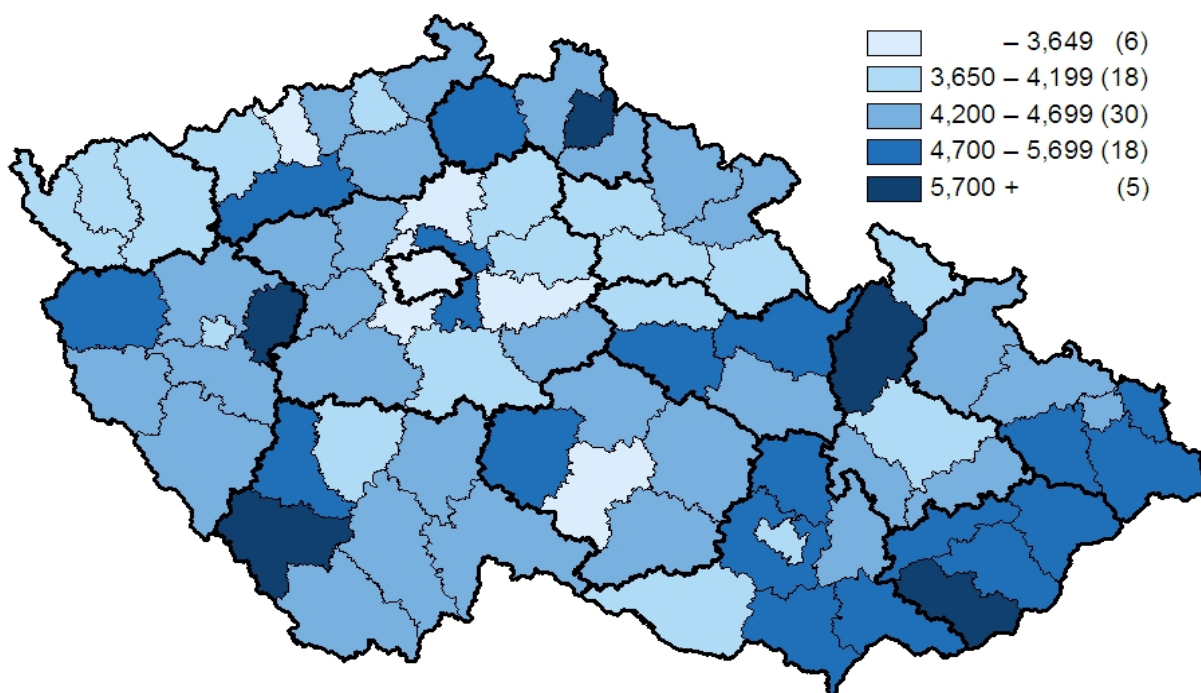 – 3,649 (6)
3,650 – 4,199 (18)
4,200 – 4,699 (30)
4,700 – 5,699 (18)
5,700 + (5)